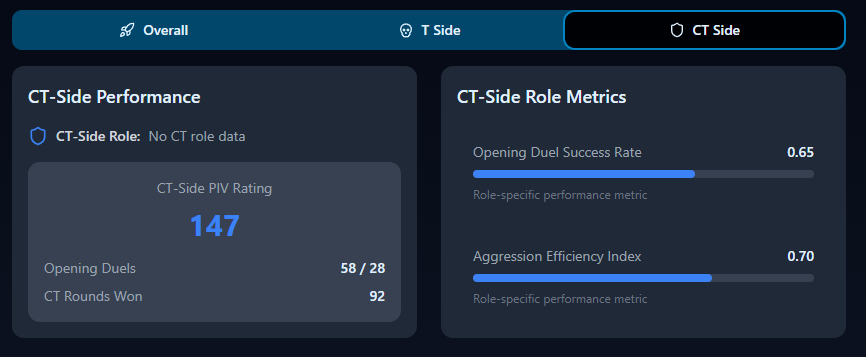 Overall
T Side
CT Side
CT-Side Performance
CT-Side Role: No CT role data
CT-Side PIV Rating
147
Opening Duels 58 / 28
CT Rounds Won 92
CT-Side Role Metrics
Opening Duel Success Rate 0.65
Role-specific performance metric
Aggression Efficiency Index 0.70
Role-specific performance metric